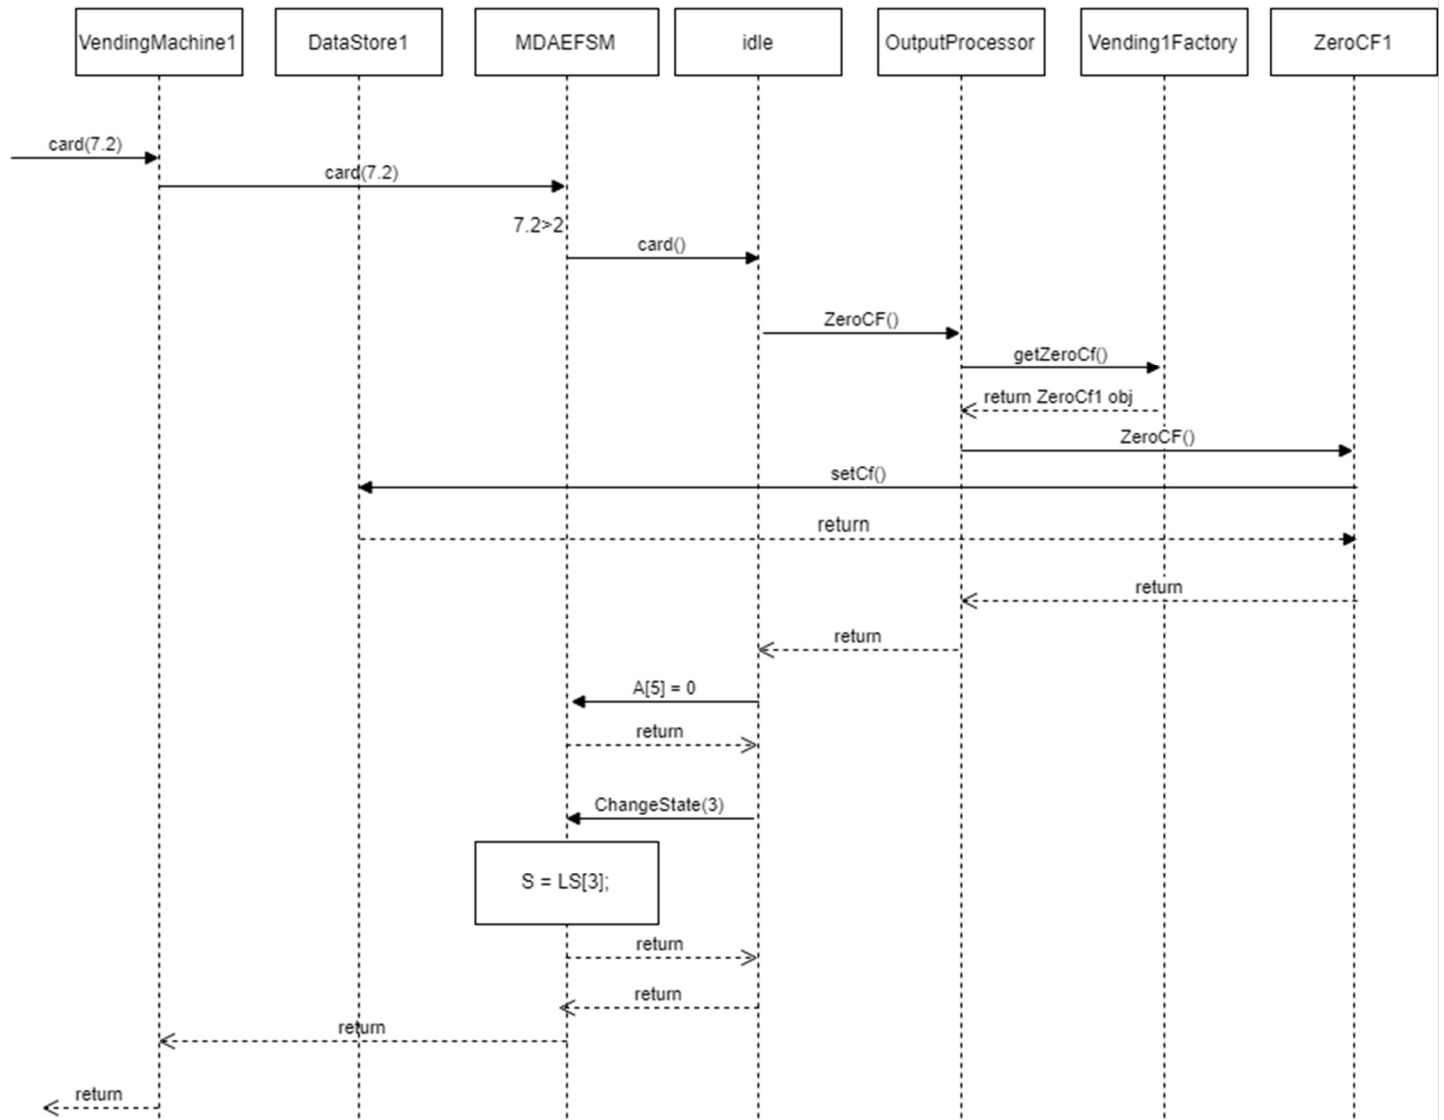 VendingMachine1 DataStore1 MDAEFSM idle OutputProcessor Vending1Factory ZeroCF1
card(7.2)
card(7.2)
7.2>2
card()
ZeroCF()
getZeroCf()
return ZeroCf1 obj
ZeroCF()
setCf()
return
return
return
A[5] = 0
return
ChangeState(3)
S = LS[3];
return
return
return
return